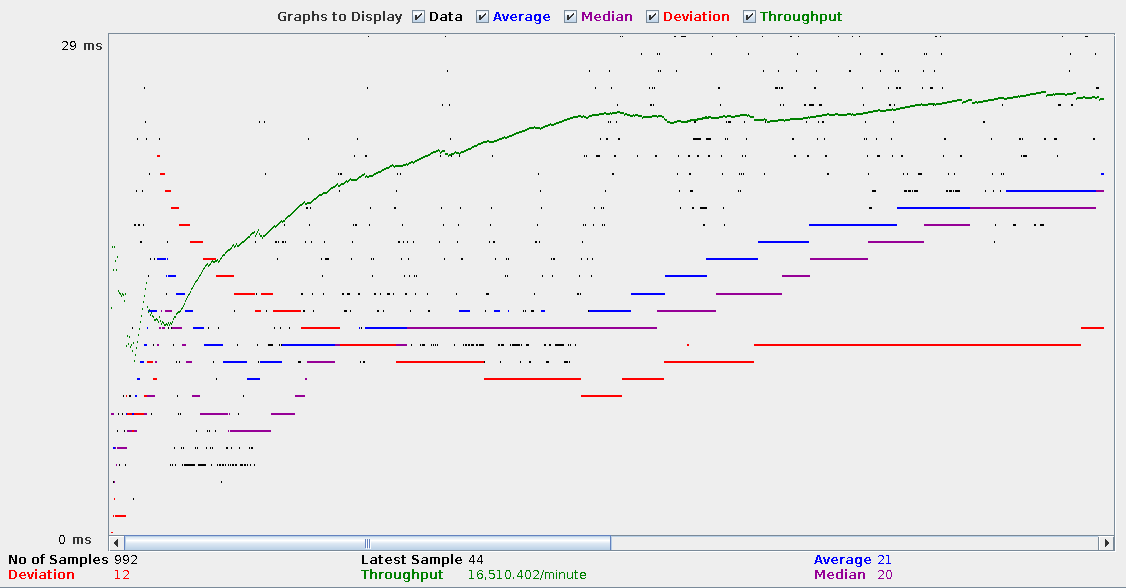 Graphs to Display Data Average Median Deviation Throughput
29 ms
0 ms
No of Samples 992 Latest Sample 44 Average 21
Deviation 12 Throughput 16,510.402/minute Median 20